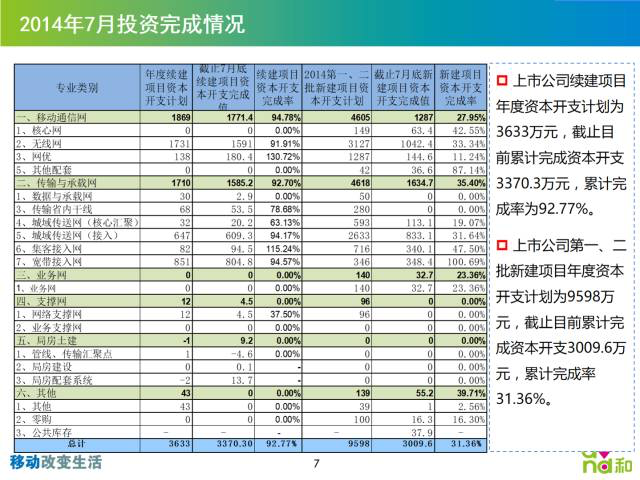 2014年7月投资完成情况
专业类别 年度续建项目资本开支计划 截止7月底续建项目资本开支完成值 续建项目资本开支完成率 2014第一、二批新建项目资本开支计划 截止7月底新建项目资本开支完成值 新建项目资本开支完成率
一、移动通信网 1869 1771.4 94.78% 4605 1287 27.95%
1、核心网 0 0 0.00% 149 63.4 42.55%
2、无线网 1731 1591 91.91% 3127 1042.4 33.34%
3、网优 138 180.4 130.72% 1287 144.6 11.24%
5、其他配套 0 0 0.00% 42 36.6 87.14%
二、传输与承载网 1710 1585.2 92.70% 4618 1634.7 35.40%
1、数据与承载网 30 2.9 0.00% 50 0 0.00%
3、传输省内干线 68 53.5 78.68% 280 0 0.00%
4、城域传送网（核心汇聚） 32 20.2 63.13% 593 113.1 19.07%
5、城域传送网（接入） 647 609.3 94.17% 2633 833.1 31.64%
6、集客接入网 82 94.5 115.24% 716 340.1 47.50%
7、宽带接入网 851 804.8 94.57% 346 348.4 100.69%
三、业务网 0 0 0.00% 140 32.7 23.36%
1、业务网 0 0 0.00% 140 32.7 23.36%
四、支撑网 12 4.5 0.00% 96 0 0.00%
1、网络支撑网 12 4.5 37.50% 96 0 0.00%
2、业务支撑网 0 0 0.00% 0 0 0.00%
五、局房土建 -1 9.2 0.00% 0 0 0.00%
1、管线、传输汇聚点 1 -4.6 0.00% 0 0 0.00%
2、局房建设 0 0.1 - 0 0 0.00%
3、局房配套系统 -2 13.7 - 0 0 0.00%
六、其他 43 0 0.00% 139 55.2 39.71%
1、其他 43 0 0.00% 39 1 2.56%
2、零购 0 0 0.00% 100 16.3 16.30%
3、公共库存 - - - 37.9 -
总计 3633 3370.30 92.77% 9598 3009.6 31.36%
上市公司续建项目
年度资本开支计划为
3633万元，截止目
前累计完成资本开支
3370.3万元，累计完
成率为92.77%。
上市公司第一、二
批新建项目年度资本
开支计划为9598万
元，截止目前累计完
成资本开支3009.6万
元，累计完成率
31.36%。
移动改变生活
7
and和